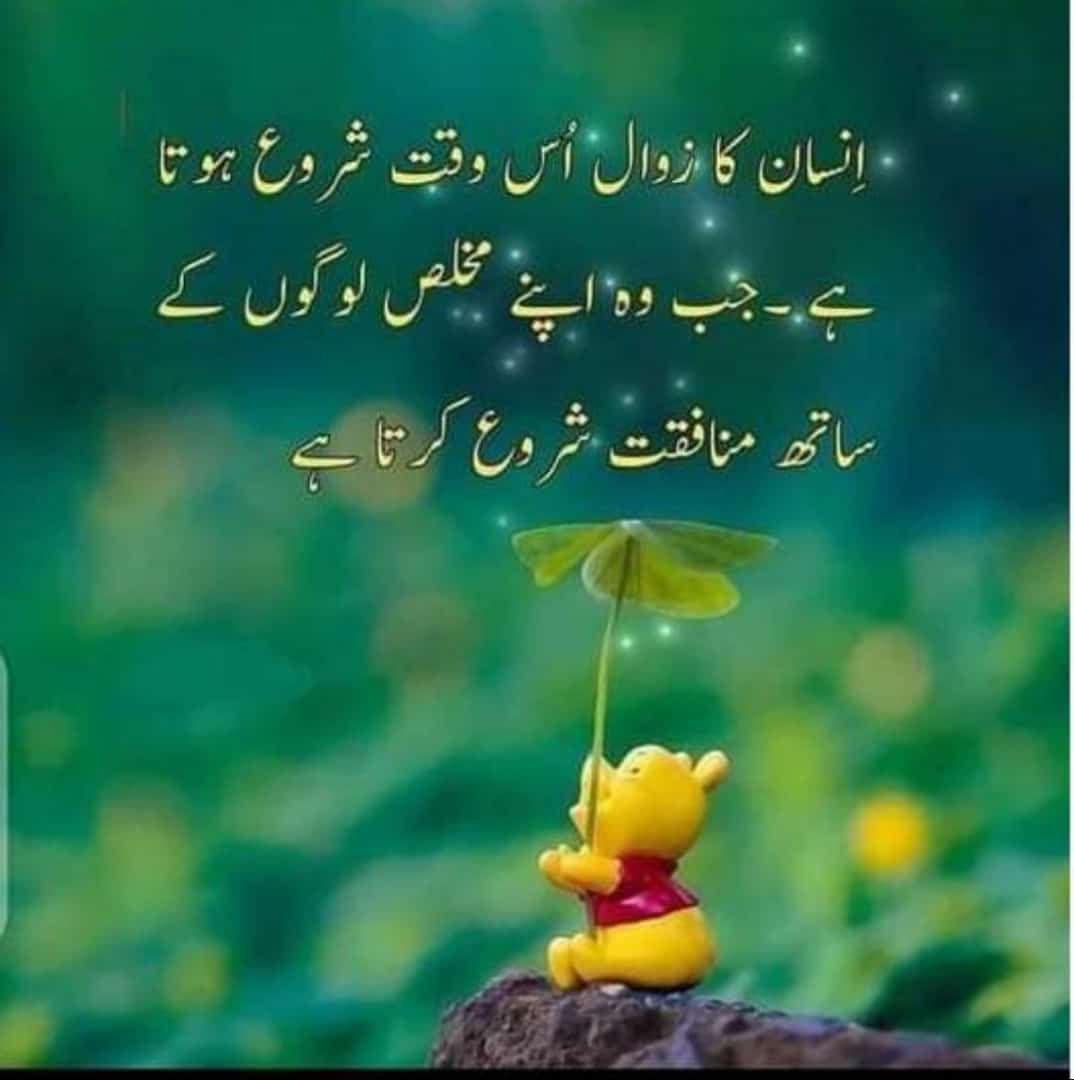 اِنسان کا زوال اُس وقت شروع ہوتا
ہے ۔جب وہ اپنے مخلص لوگوں کے
ساتھ منافقت شروع کرتا ہے